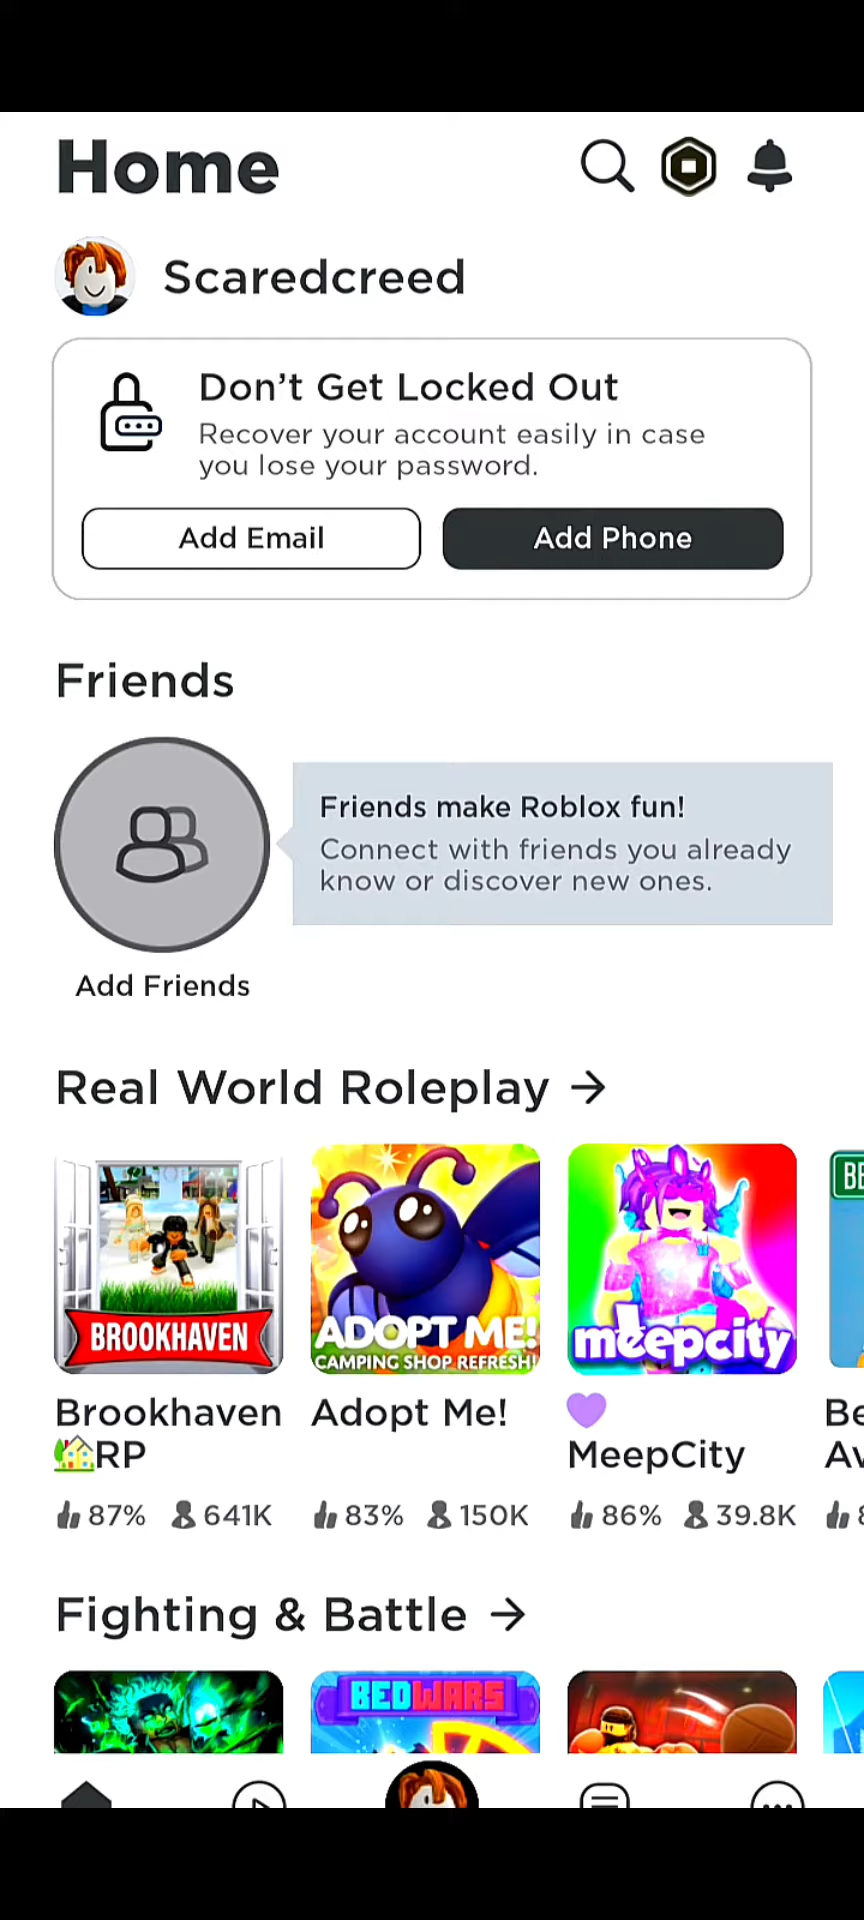 Home
Scaredcreed
Don't Get Locked Out
Recover your account easily in case
you lose your password.
Add Email
Add Phone
Friends
Friends make Roblox fun!
Connect with friends you already
know or discover new ones.
Add Friends
Real World Roleplay →
BROOKHAVEN
ADOPT ME!
CAMPING SHOP REFRESH!
meepcity
BE
Brookhaven
🏡RP
Adopt Me!
💜
MeepCity
Be
Av
87% 641K
83% 150K
86% 39.8K
Fighting & Battle →
BEDWARS